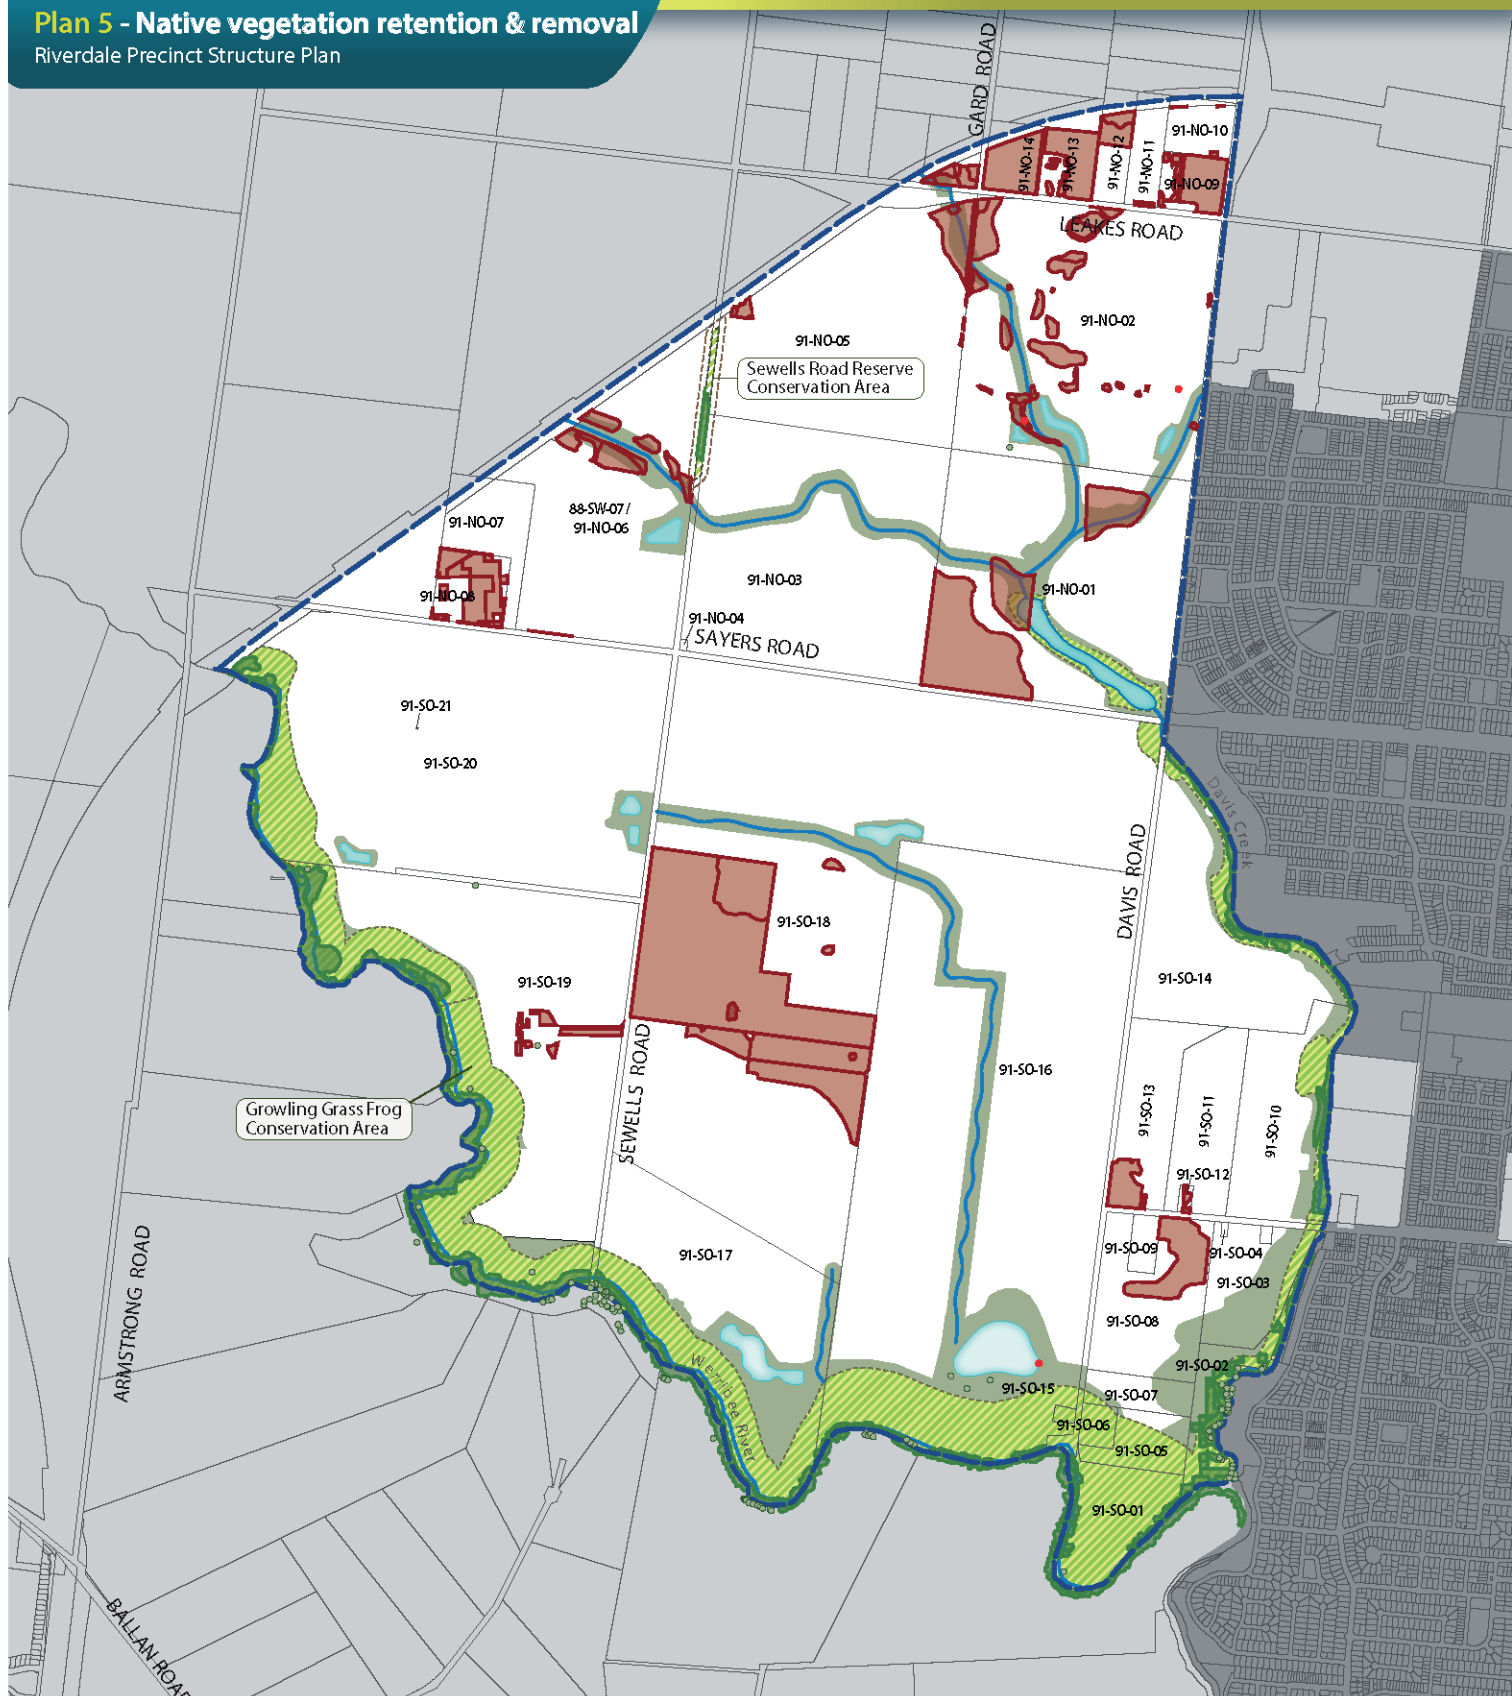 Plan 5 - Native vegetation retention & removal
Riverdale Precinct Structure Plan
GARD ROAD
91-NO-10
91-NO-14
91-NO-13
91-NO-12
91-NO-11
91-NO-09
LEAKES ROAD
91-NO-02
91-NO-05
Sewells Road Reserve
Conservation Area
88-SW-07 /
91-NO-06
91-NO-07
91-NO-08
91-NO-03
91-NO-01
91-NO-04
SAYERS ROAD
91-SO-21
91-SO-20
Davis Creek
DAVIS ROAD
91-SO-18
91-SO-19
91-SO-14
SEWELLS ROAD
91-SO-16
91-SO-13
91-SO-11
91-SO-10
Growling Grass Frog
Conservation Area
91-SO-12
91-SO-17
91-SO-09
91-SO-04
91-SO-03
91-SO-08
ARMSTRONG ROAD
Werribee River
91-SO-02
91-SO-15
91-SO-07
91-SO-06
91-SO-05
91-SO-01
BALLAN ROAD